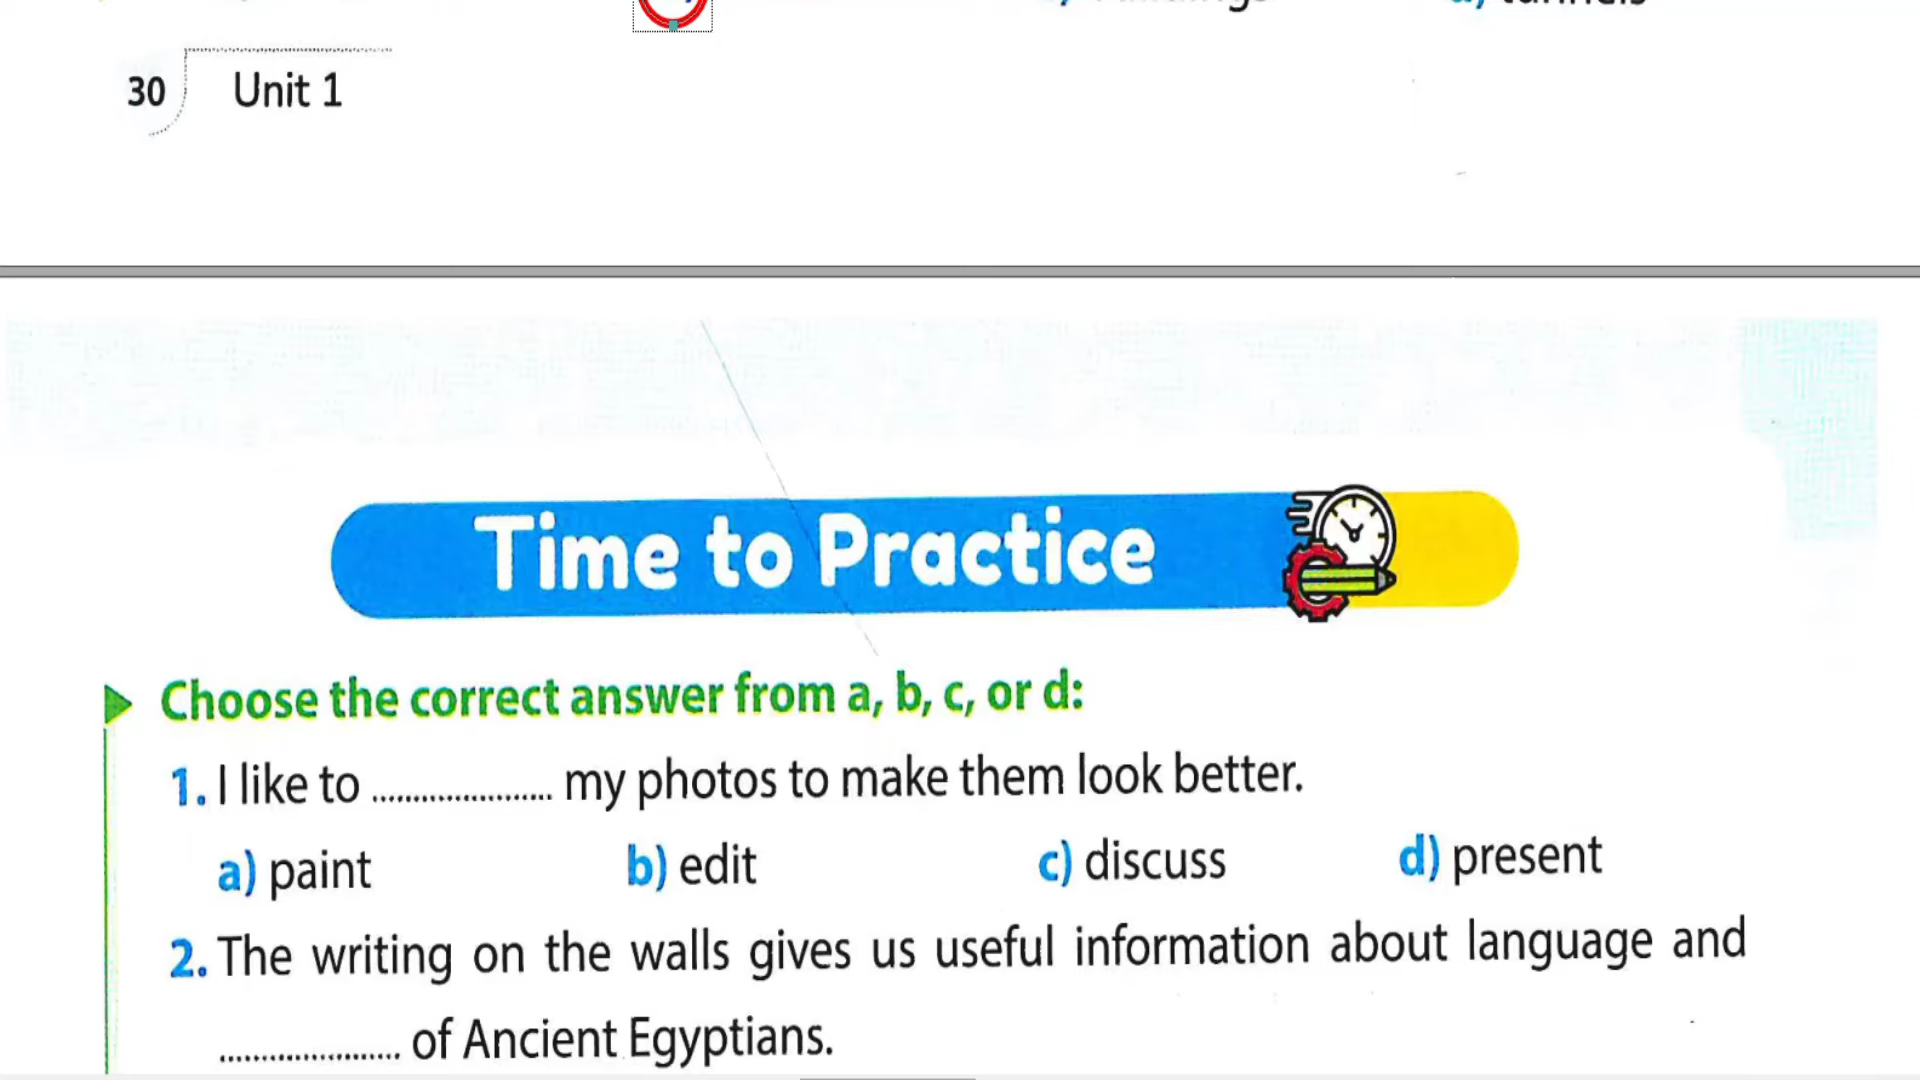 30 Unit 1
Time to Practice
Choose the correct answer from a, b, c, or d:
1. I like to ...................... my photos to make them look better.
a) paint b) edit c) discuss d) present
2. The writing on the walls gives us useful information about language and
...................... of Ancient Egyptians.